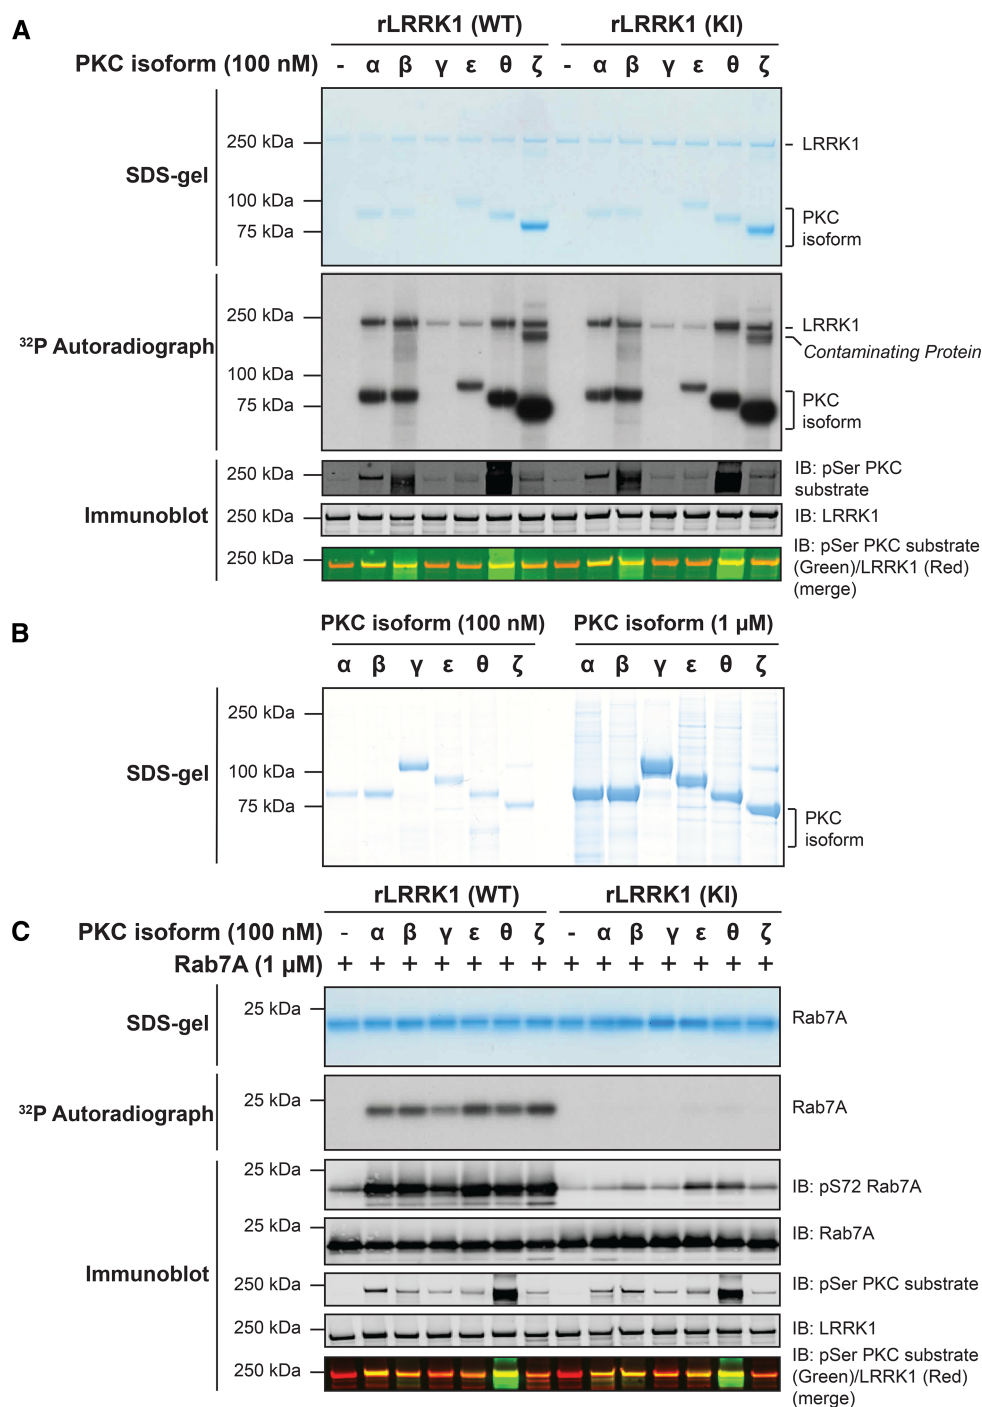 A
rLRRK1 (WT) rLRRK1 (KI)
PKC isoform (100 nM) - α β γ ε θ ζ - α β γ ε θ ζ
SDS-gel
250 kDa
100 kDa
75 kDa
LRRK1
PKC
isoform
³²P Autoradiograph
250 kDa
100 kDa
75 kDa
LRRK1
Contaminating Protein
PKC
isoform
Immunoblot
250 kDa
IB: pSer PKC
substrate
250 kDa
IB: LRRK1
250 kDa
IB: pSer PKC substrate
(Green)/LRRK1 (Red)
(merge)
B
PKC isoform (100 nM) PKC isoform (1 µM)
α β γ ε θ ζ α β γ ε θ ζ
SDS-gel
250 kDa
100 kDa
75 kDa
PKC
isoform
rLRRK1 (WT) rLRRK1 (KI)
C
PKC isoform (100 nM) - α β γ ε θ ζ - α β γ ε θ ζ
Rab7A (1 µM) + + + + + + + + + + + + + +
SDS-gel
25 kDa
Rab7A
³²P Autoradiograph
25 kDa
Rab7A
Immunoblot
25 kDa
IB: pS72 Rab7A
25 kDa
IB: Rab7A
250 kDa
IB: pSer PKC substrate
250 kDa
IB: LRRK1
250 kDa
IB: pSer PKC substrate
(Green)/LRRK1 (Red)
(merge)